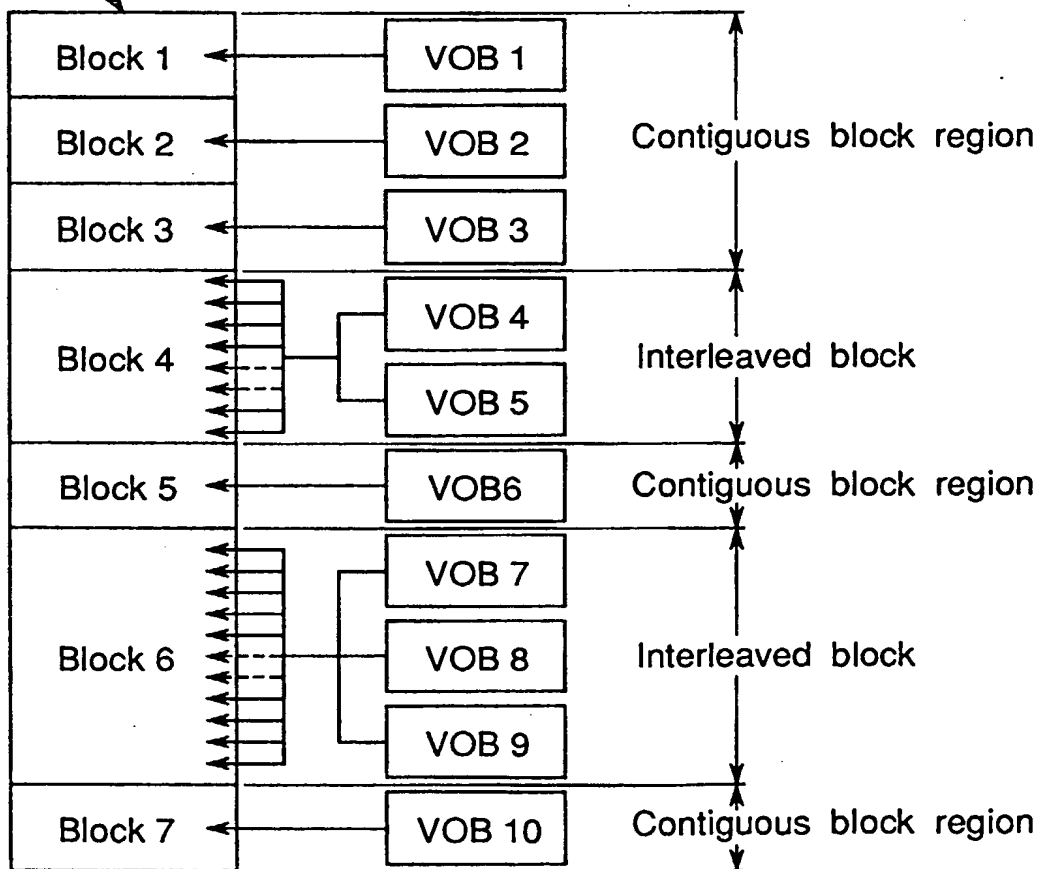 Block 1
VOB 1
Block 2
VOB 2
Contiguous block region
Block 3
VOB 3
Block 4
VOB 4
Interleaved block
VOB 5
Block 5
VOB6
Contiguous block region
VOB 7
Block 6
VOB 8
Interleaved block
VOB 9
Block 7
VOB 10
Contiguous block region